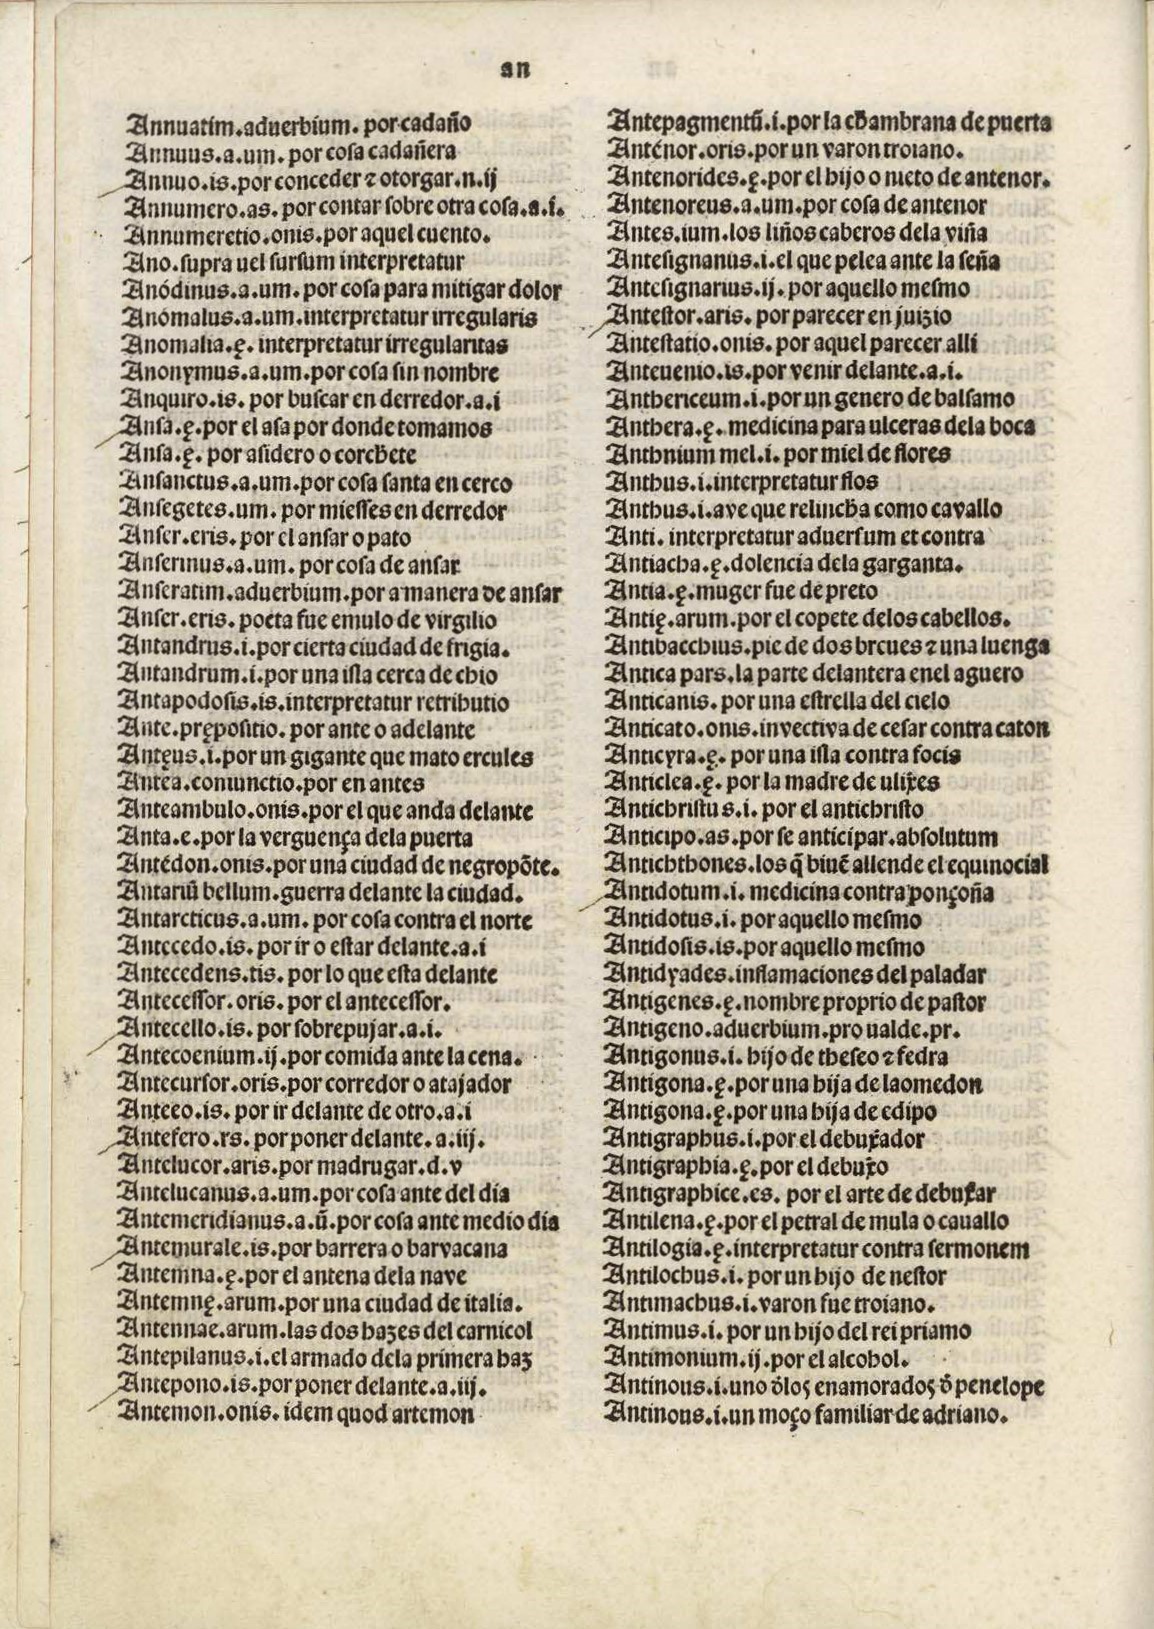 an
Annuatim.aduerbium. por cadaño
Annuus.a.um. por cosa cadañera
Annuo.is.por conceder ⁊ otorgar.n.ij
Annumero.as. por contar sobre otra cosa.a.i.
Annumeretio.onis.por aquel cuento.
Ano.supra uel sursum interpretatur
Anódinus.a.um. por cosa para mitigar dolor
Anómalus.a.um.interpretatur irregularis
Anomalia.ę. interpretatur irregularitas
Anonymus.a.um.por cosa sin nombre
Anquiro.is. por buscar en derredor.a.i
Ansa.ę.por el asa por donde tomamos
Ansa.ę. por asidero o corchete
Ansanctus.a.um.por cosa santa en cerco
Ansegetes.um. por miesses en derredor
Anser.eris.por el ansar o pato
Anserinus.a.um. por cosa de ansar
Anseratim.aduerbium.por a manera de ansar
Anser.eris. poeta fue emulo de virgilio
Antandrus.i.por cierta ciudad de frigia.
Antandrum.i.por una isla cerca de chio
Antapodosis.is.interpretatur retributio
Ante.prępositio. por ante o adelante
Antęus.i.por un gigante que mato ercules
Antea.coniunctio.por en antes
Anteambulo.onis.por el que anda delante
Anta.e.por la verguença dela puerta
Antédon.onis.por una ciudad de negropõte.
Antariũ bellum.guerra delante la ciudad.
Antarcticus.a.um. por cosa contra el norte
Antecedo.is.por ir o estar delante.a.i
Antecedens.tis. por lo que esta delante
Antecessor.oris. por el antecessor.
Antecello.is. por sobrepujar.a.i.
Antecoenium.ij.por comida ante la cena.
Antecursor.oris.por corredor o atajador
Anteeo.is. por ir delante de otro.a.i
Antefero.rs. por poner delante. a.iij.
Antelucor.aris.por madrugar.d.v
Antelucanus.a.um.por cosa ante del dia
Antemeridianus.a.ũ.por cosa ante medio dia
Antemurale.is.por barrera o barvacana
Antemna.ę.por el antena dela nave
Antemnę.arum.por una ciudad de italia.
Antennae.arum.las dos hazes del carnicol
Antepilanus.i.el armado dela primera haz
Antepono.is.por poner delante.a.iij.
Antemon.onis. idem quod artemon
Antepagmentũ.i.por la chambrana de puerta
Anténor.oris.por un varon troiano.
Antenorides.ę.por el hijo o nieto de antenor.
Antenoreus.a.um.por cosa de antenor
Antes.ium.los liños caberos dela viña
Antesignanus.i.el que pelea ante la seña
Antesignarius.ij.por aquello mesmo
Antestor.aris. por parecer en juizio
Antestatio.onis. por aquel parecer alli
Anteuenio.is.por venir delante.a.i.
Anthericeum.i.por un genero de balsamo
Anthera.ę. medicina para ulceras dela boca
Anthnium mel.i. por miel de flores
Anthus.i.interpretatur flos
Anthus.i.ave que relincha como cavallo
Anti. interpretatur aduersum et contra
Antiacha.ę.dolencia dela garganta.
Antia.ę.muger fue de preto
Antię.arum.por el copete delos cabellos.
Antibacchius.pie de dos breues ⁊ una luenga
Antica pars.la parte delantera enel aguero
Anticanis. por una estrella del cielo
Anticato.onis.invectiva de cesar contra caton
Anticyra.ę. por una isla contra focis
Anticlea.ę. por la madre de ulixes
Antichristus.i. por el antichristo
Anticipo.as.por se anticipar.absolutum
Antichthones.los q̃ biuẽ allende el equinocial
Antidotum.i. medicina contra ponçoña
Antidotus.i. por aquello mesmo
Antidosis.is.por aquello mesmo
Antidyades.inflamaciones del paladar
Antigenes.ę.nombre proprio de pastor
Antigeno.aduerbium.pro ualde.pr.
Antigonus.i. hijo de theseo ⁊ fedra
Antigona.ę.por una hija de laomedon
Antigona.ę.por una hija de edipo
Antigraphus.i.por el debuxador
Antigraphia.ę.por el debuxo
Antigraphice.es. por el arte de debuxar
Antilena.ę.por el petral de mula o cauallo
Antilogia.ę.interpretatur contra sermonem
Antilochus.i. por un hijo de nestor
Antimachus.i.varon fue troiano.
Antimus.i. por un hijo del rei priamo
Antimonium.ij.por el alcohol.
Antinous.i.uno d̃los enamorados d̃ penelope
Antinous.i.un moço familiar de adriano.